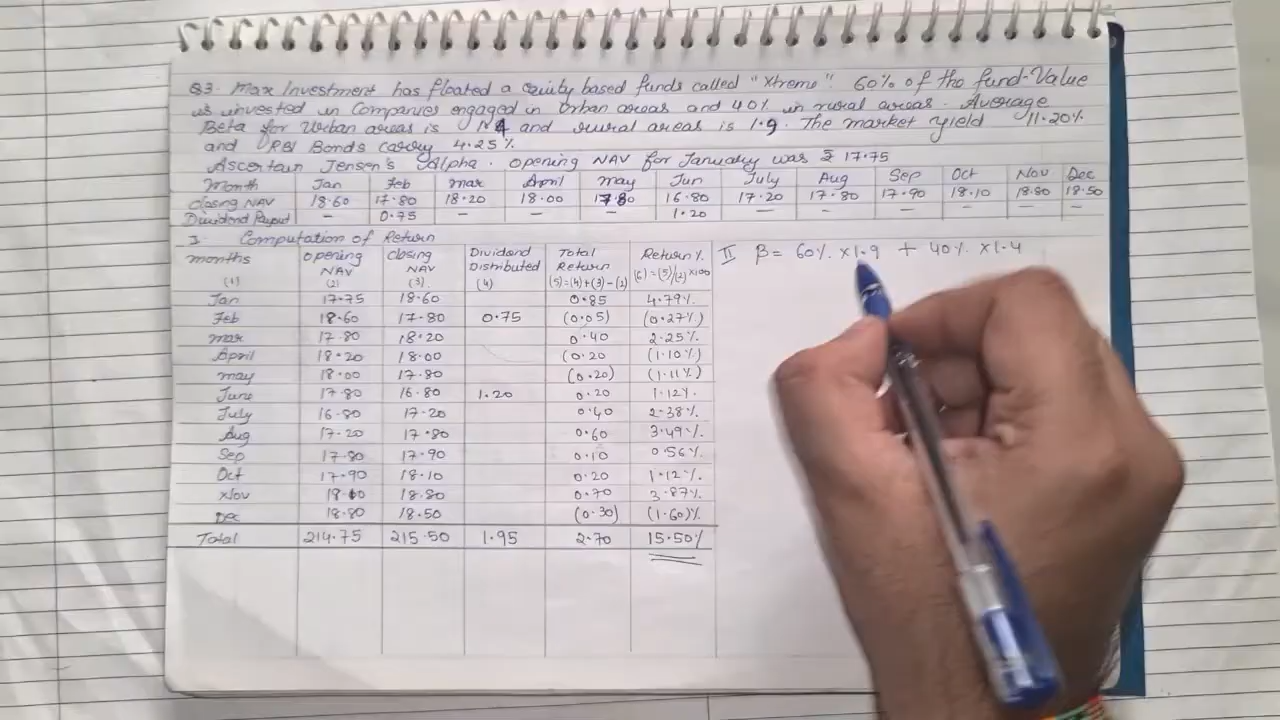 Q3. Max Investment has floated a equity based funds called "Xtreme". 60% of the fund-Value
is invested in Companies engaged in Urban areas and 40% in rural areas. Average
Beta for Urban areas is 4 and rural areas is 1.9. The market yield 11.20%
and RBI Bonds carry 4.25%
Ascertain Jensen's Alpha. opening NAV for January was ₹ 17.75
Month Jan Feb Mar April May Jun July Aug Sep Oct Nov Dec
Closing NAV 18.60 17.80 18.20 18.00 17.80 16.80 17.20 17.80 17.90 18.10 18.80 18.50
Dividend Payout - 0.75 - - - 1.20 - - - - - -
I. Computation of Return
months opening NAV closing NAV Dividend Distributed Total Return Return %
(1) (2) (3) (4) (5)=(4)+(3)-(2) (6)=(5)/(2)×100
Jan 17.75 18.60 0.85 4.79%
Feb 18.60 17.80 0.75 (0.05) (0.27%)
mar 17.80 18.20 0.40 2.25%
April 18.20 18.00 (0.20 (1.10%)
may 18.00 17.80 (0.20) (1.11%)
June 17.80 16.80 1.20 0.20 1.12%
July 16.80 17.20 0.40 2.38%
Aug 17.20 17.80 0.60 3.49%
Sep 17.80 17.90 0.10 0.56%
Oct 17.90 18.10 0.20 1.12%
Nov 18.10 18.80 0.70 3.87%
Dec 18.80 18.50 (0.30) (1.60)%
Total 214.75 215.50 1.95 2.70 15.50%
II β = 60% × 1.9 + 40% × 1.4